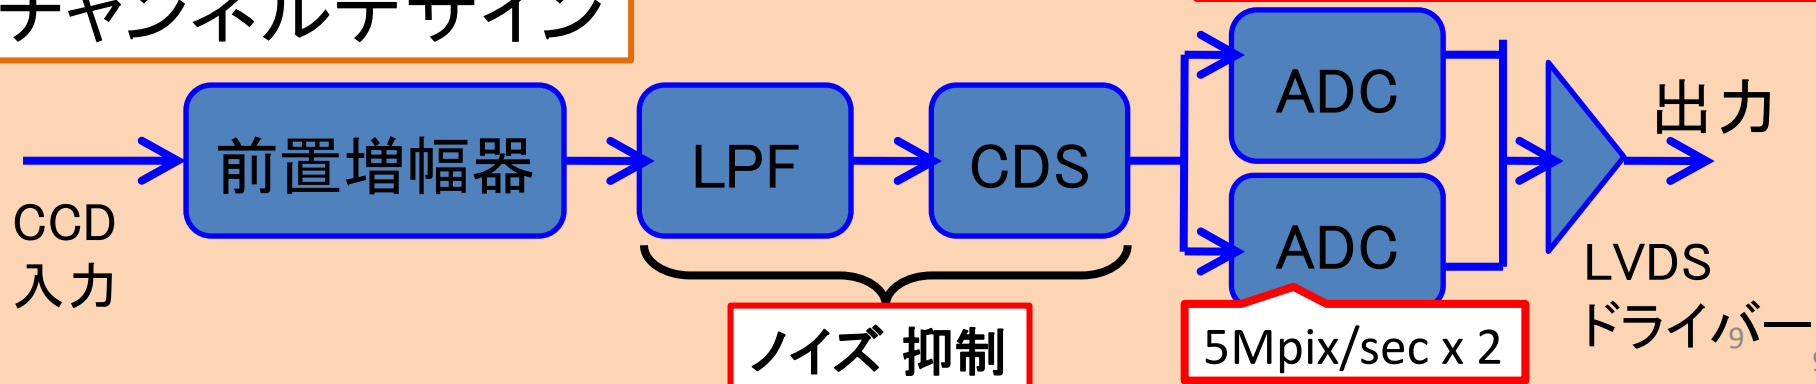 チャンネルデザイン
CCD
入力
前置増幅器
LPF
CDS
ADC
ADC
出力
LVDS
ドライバー
ノイズ 抑制
5Mpix/sec x 2
9